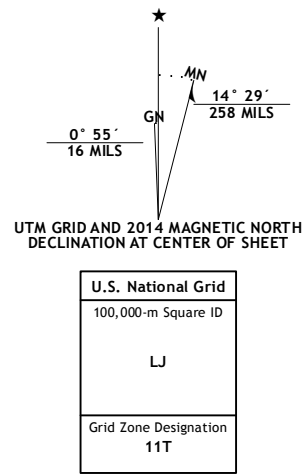 ★
MN
GN
14° 29´
258 MILS
0° 55´
16 MILS
UTM GRID AND 2014 MAGNETIC NORTH
DECLINATION AT CENTER OF SHEET
U.S. National Grid
100,000-m Square ID
LJ
Grid Zone Designation
11T